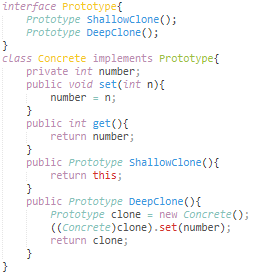 interface Prototype{
    Prototype ShallowClone();
    Prototype DeepClone();
}
class Concrete implements Prototype{
    private int number;
    public void set(int n){
        number = n;
    }
    public int get(){
        return number;
    }
    public Prototype ShallowClone(){
        return this;
    }
    public Prototype DeepClone(){
        Prototype clone = new Concrete();
        ((Concrete)clone).set(number);
        return clone;
    }
}